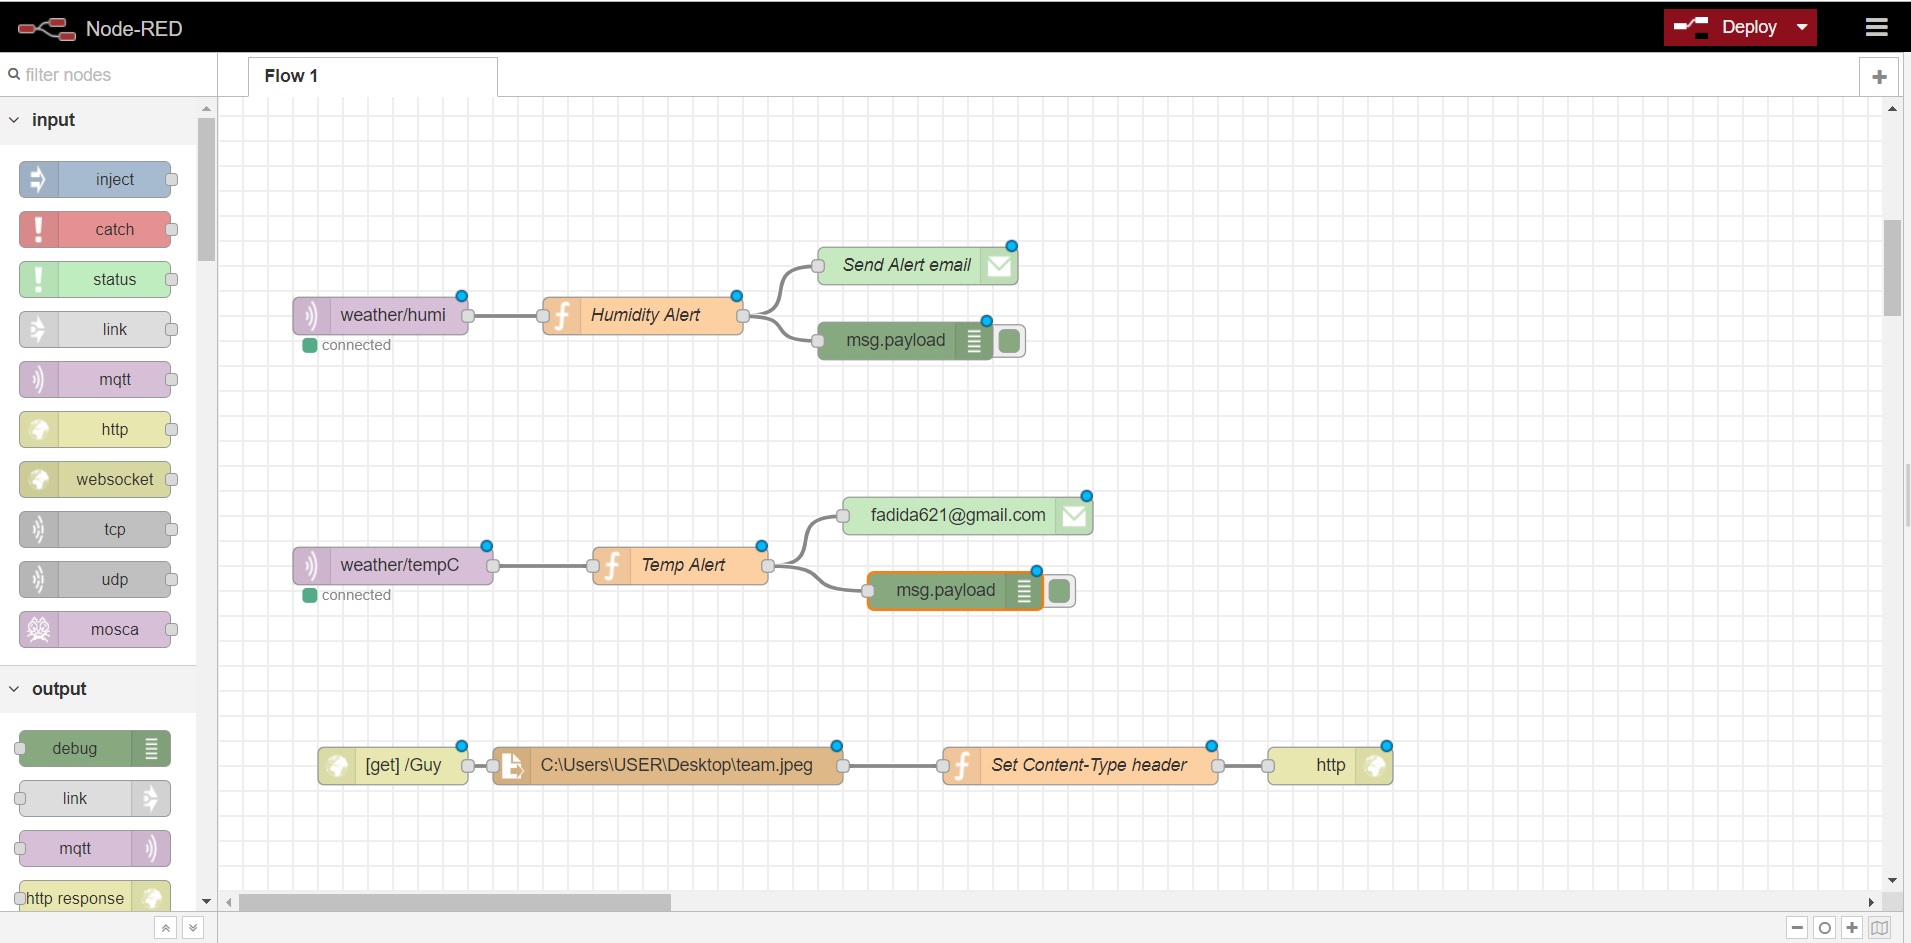 Node-RED
Deploy
filter nodes
Flow 1
input
inject
catch
status
link
mqtt
http
websocket
tcp
udp
mosca
output
debug
link
mqtt
http response
Send Alert email
weather/humi
Humidity Alert
msg.payload
connected
fadida621@gmail.com
weather/tempC
Temp Alert
msg.payload
connected
[get] /Guy
C:\Users\USER\Desktop\team.jpeg
Set Content-Type header
http